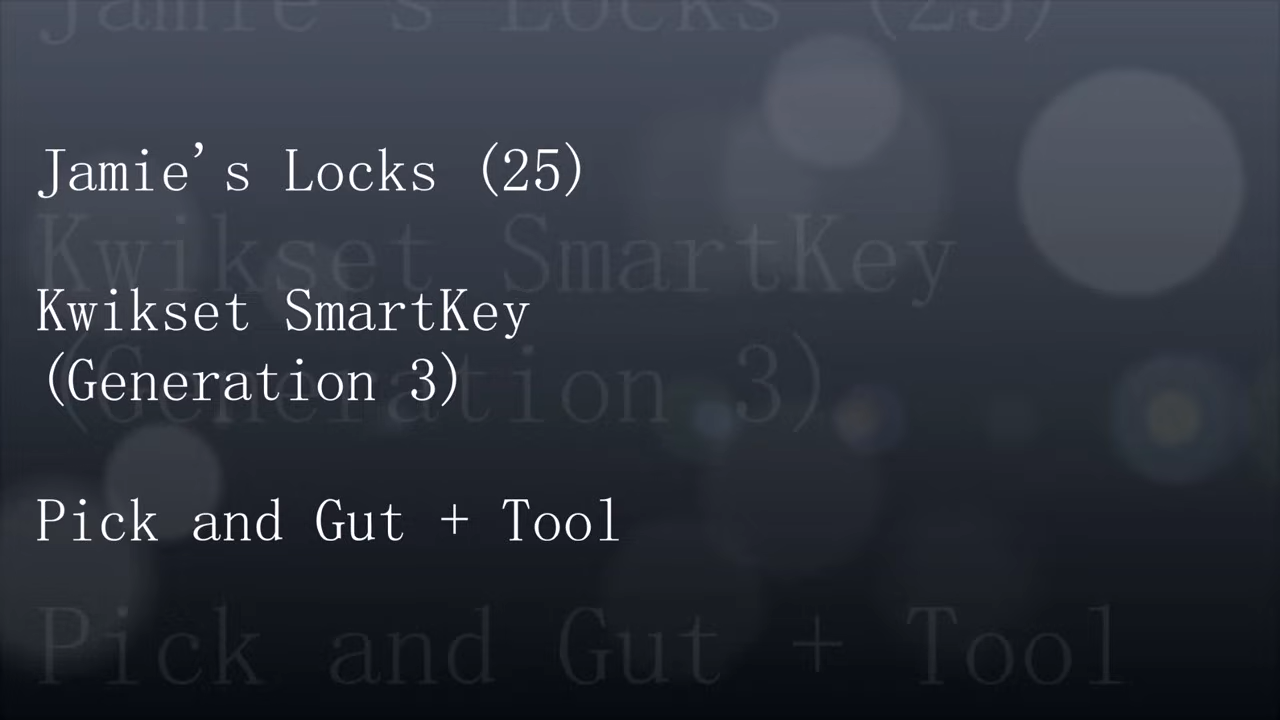 Jamie's Locks (25)
Kwikset SmartKey
(Generation 3)
Pick and Gut + Tool